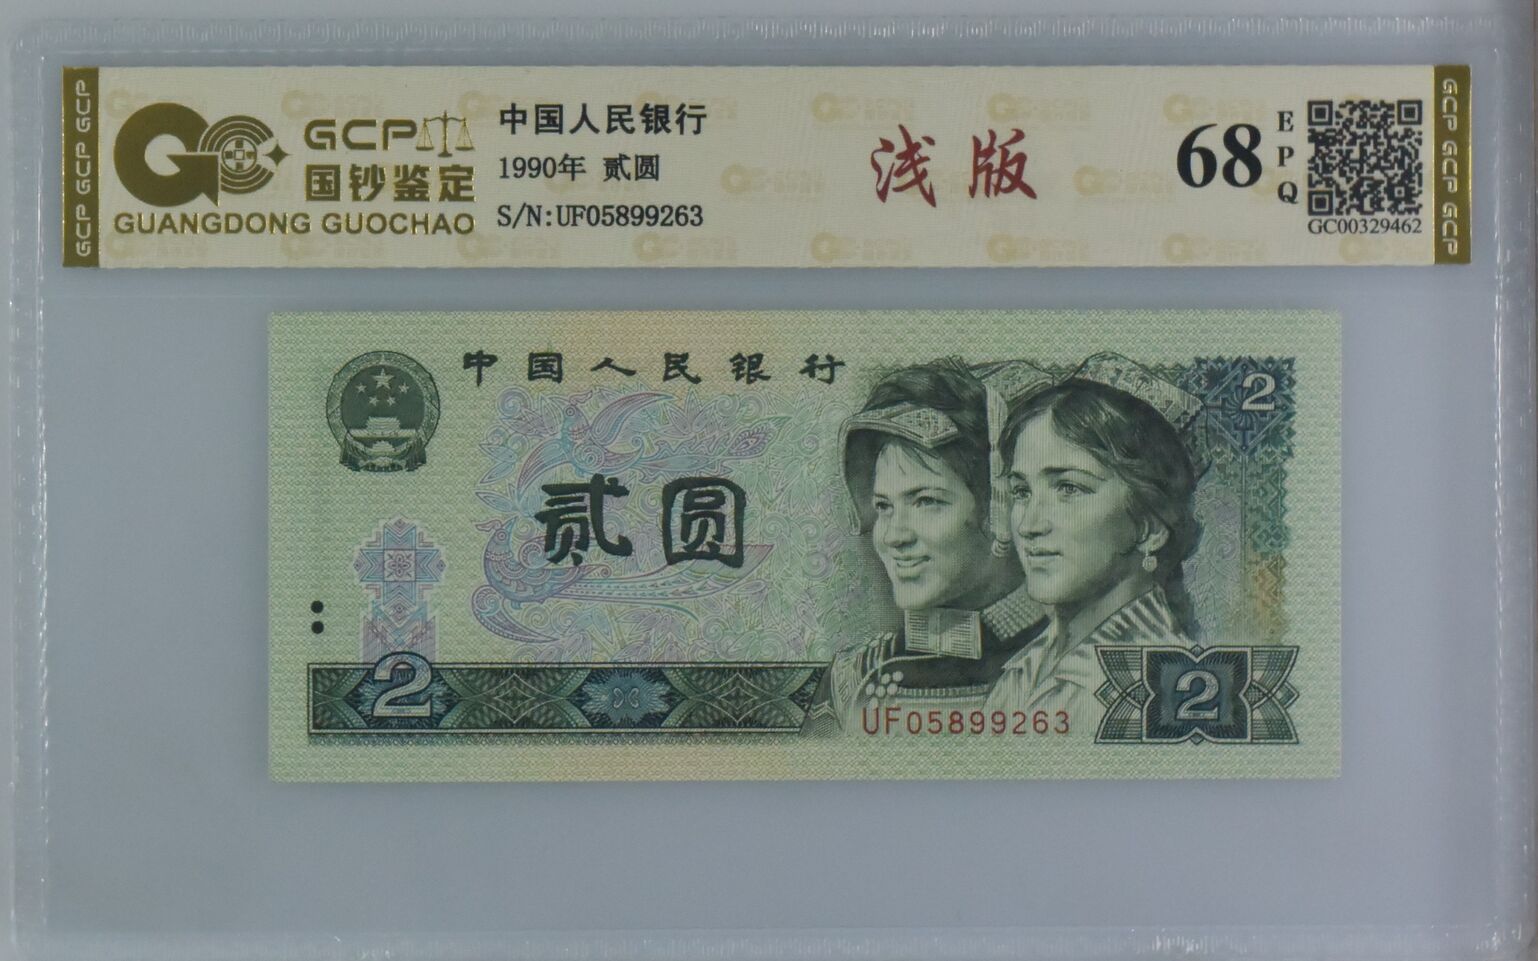 GCP GCP GCP
GCP
国钞鉴定
GUANGDONG GUOCHAO
中国人民银行
1990年 贰圆
S/N:UF05899263
浅版
68
EPQ
GC00329462
GCP GCP GCP
中国人民银行
2
贰圆
2
UF05899263
2